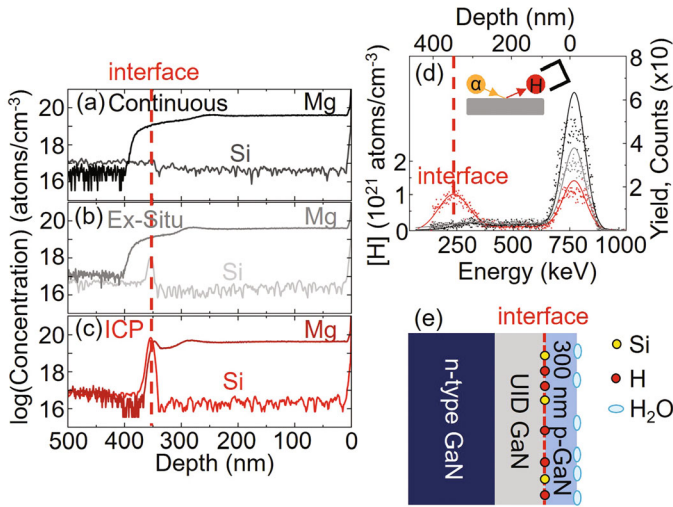 interface
log(Concentration) (atoms/cm-³)
(a) Continuous
Mg
Si
20
18
16
(b) Ex-Situ
Mg
Si
20
18
16
(c) ICP
Mg
Si
20
18
16
500 400 300 200 100 0
Depth (nm)
Depth (nm)
400 200 0
(d)
α
H
interface
[H] (10²¹ atoms/cm-³)
2
1
0
8
6
4
2
Yield, Counts (x10)
0 250 500 750 1000
Energy (keV)
(e)
interface
n-type GaN
UID GaN
300 nm p-GaN
Si
H
H₂O